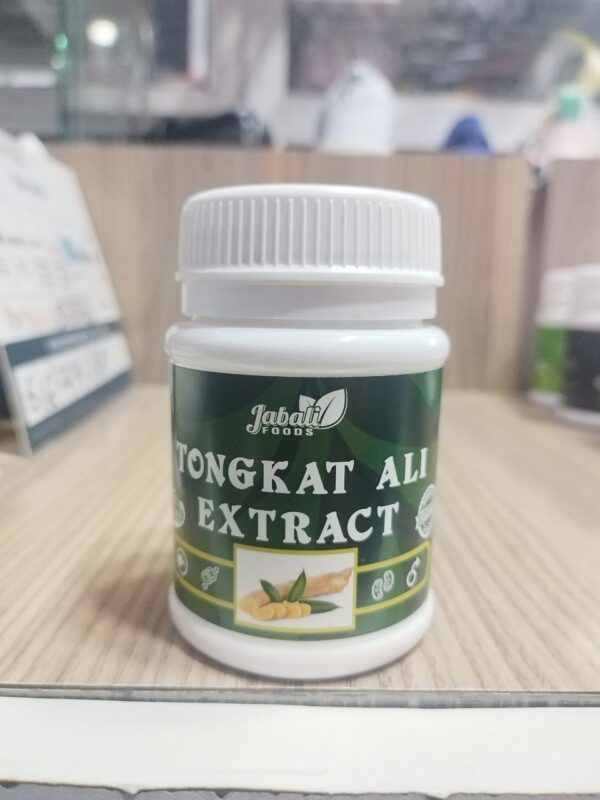 Jabali
FOODS
TONGKAT ALI
EXTRACT